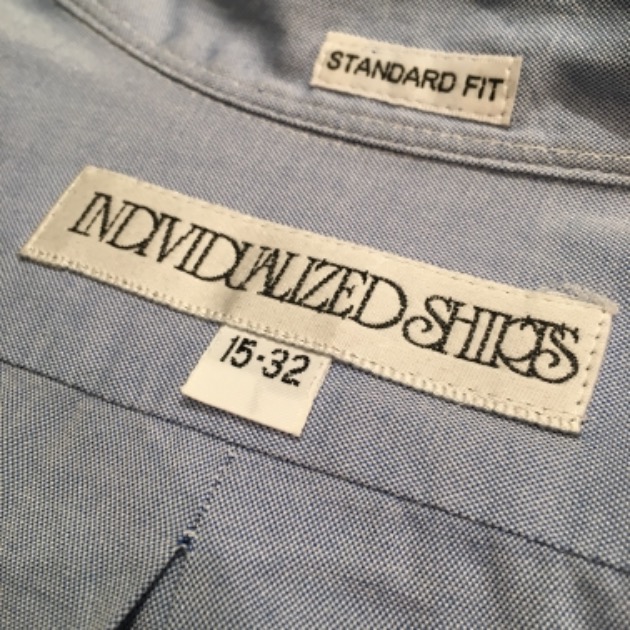 STANDARD FIT
INDIVIDUALIZED SHIRTS
15-32